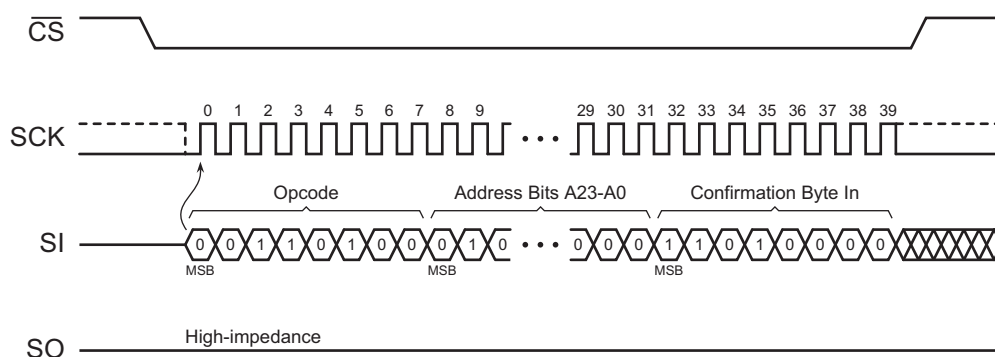 CS
0 1 2 3 4 5 6 7 8 9 29 30 31 32 33 34 35 36 37 38 39
SCK
Opcode Address Bits A23-A0 Confirmation Byte In
SI 0 0 1 1 0 1 0 0 0 1 0 0 0 0 1 1 0 1 0 0 0 0
MSB MSB MSB
High-impedance
SO